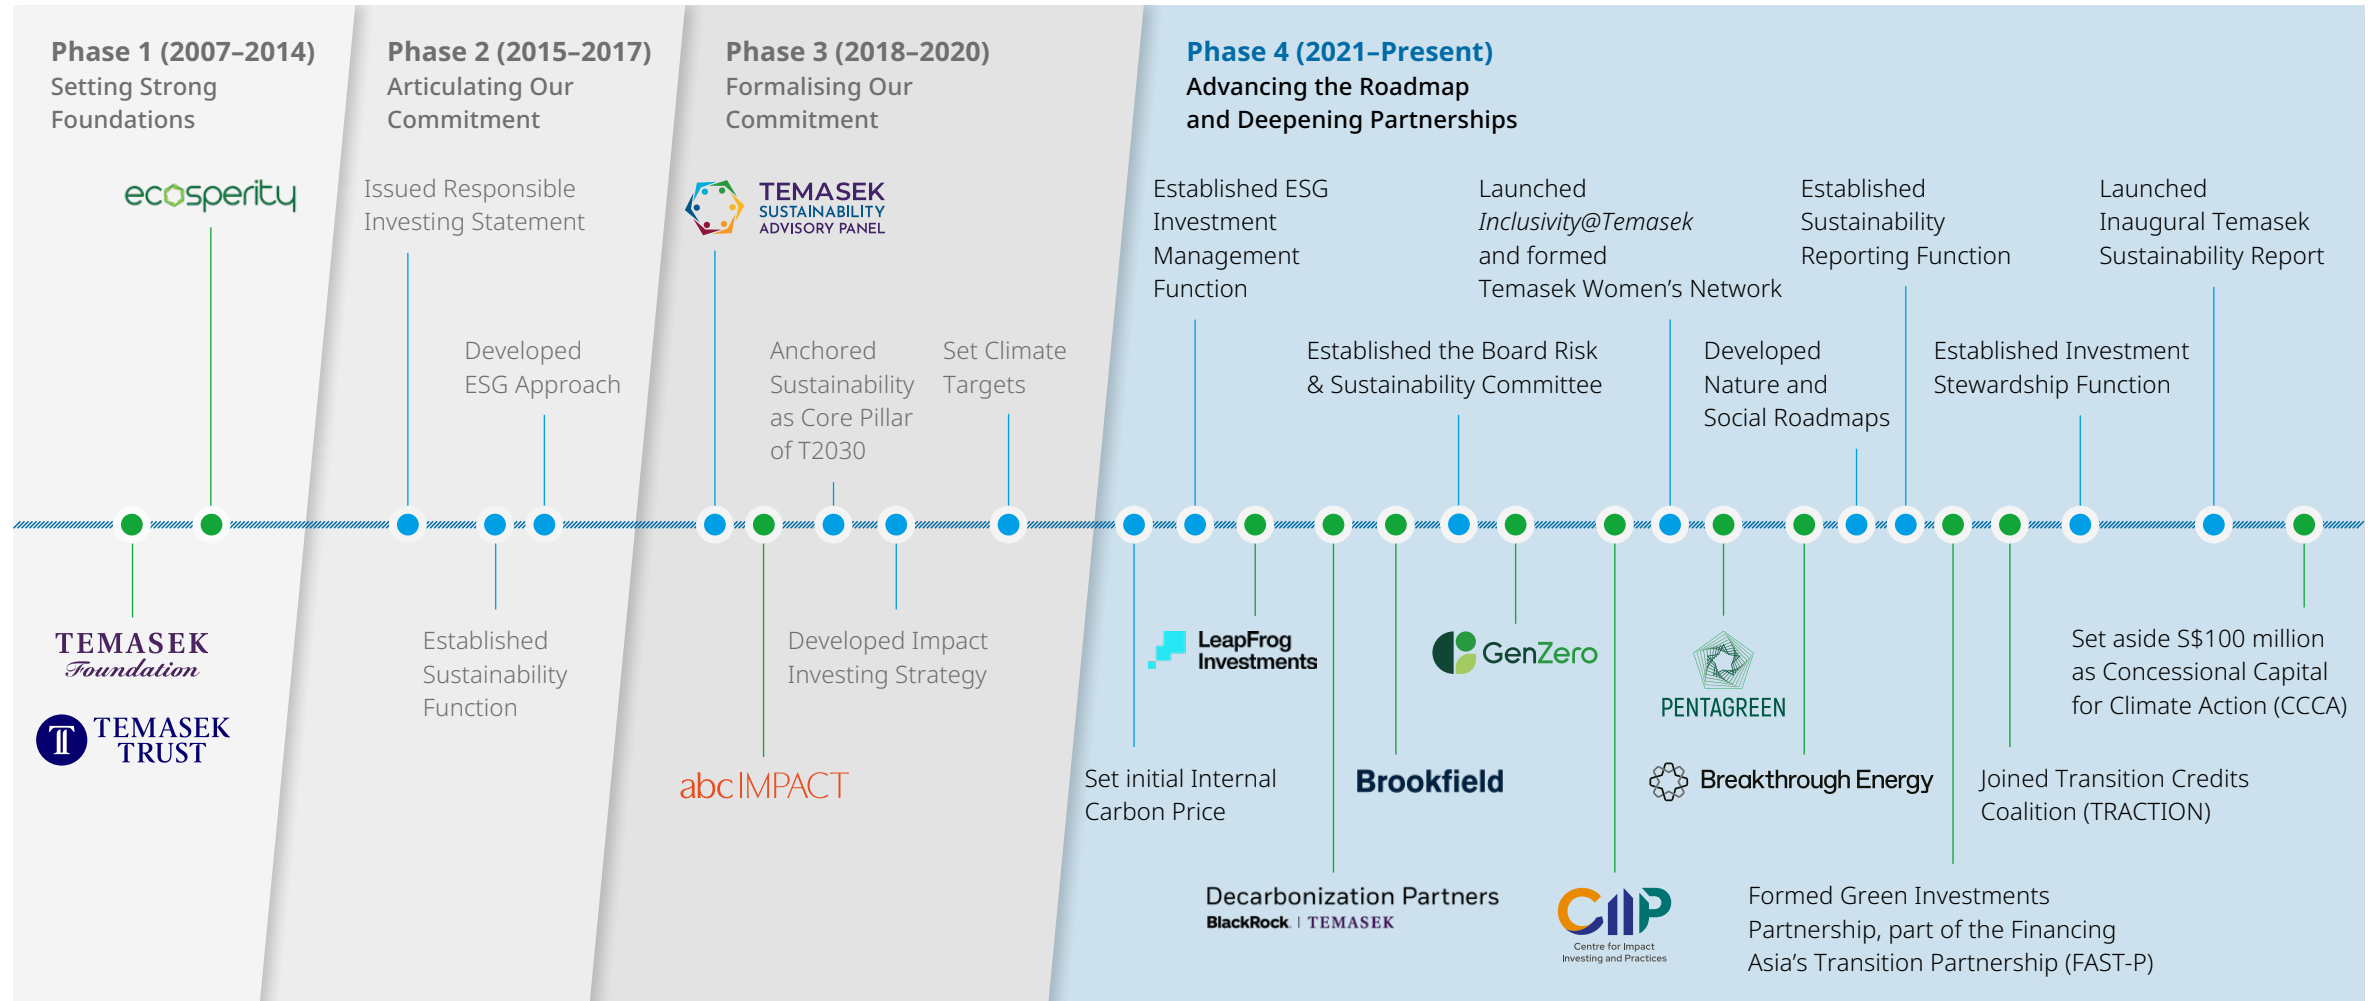 Phase 1 (2007–2014)
Setting Strong
Foundations
ecosperity
TEMASEK
Foundation
T TEMASEK
TRUST
Phase 2 (2015–2017)
Articulating Our
Commitment
Issued Responsible
Investing Statement
Developed
ESG Approach
Established
Sustainability
Function
Phase 3 (2018–2020)
Formalising Our
Commitment
TEMASEK
SUSTAINABILITY
ADVISORY PANEL
Anchored
Sustainability
as Core Pillar
of T2030
Set Climate
Targets
Developed Impact
Investing Strategy
abc IMPACT
Phase 4 (2021–Present)
Advancing the Roadmap
and Deepening Partnerships
Established ESG
Investment
Management
Function
Launched
Inclusivity@Temasek
and formed
Temasek Women’s Network
Established
Sustainability
Reporting Function
Launched
Inaugural Temasek
Sustainability Report
Established the Board Risk
& Sustainability Committee
Developed
Nature and
Social Roadmaps
Established Investment
Stewardship Function
LeapFrog
Investments
GenZero
PENTAGREEN
Set aside S$100 million
as Concessional Capital
for Climate Action (CCCA)
Set initial Internal
Carbon Price
Brookfield
Breakthrough Energy
Joined Transition Credits
Coalition (TRACTION)
Decarbonization Partners
BlackRock. | TEMASEK
CIIP
Centre for Impact
Investing and Practices
Formed Green Investments
Partnership, part of the Financing
Asia’s Transition Partnership (FAST-P)